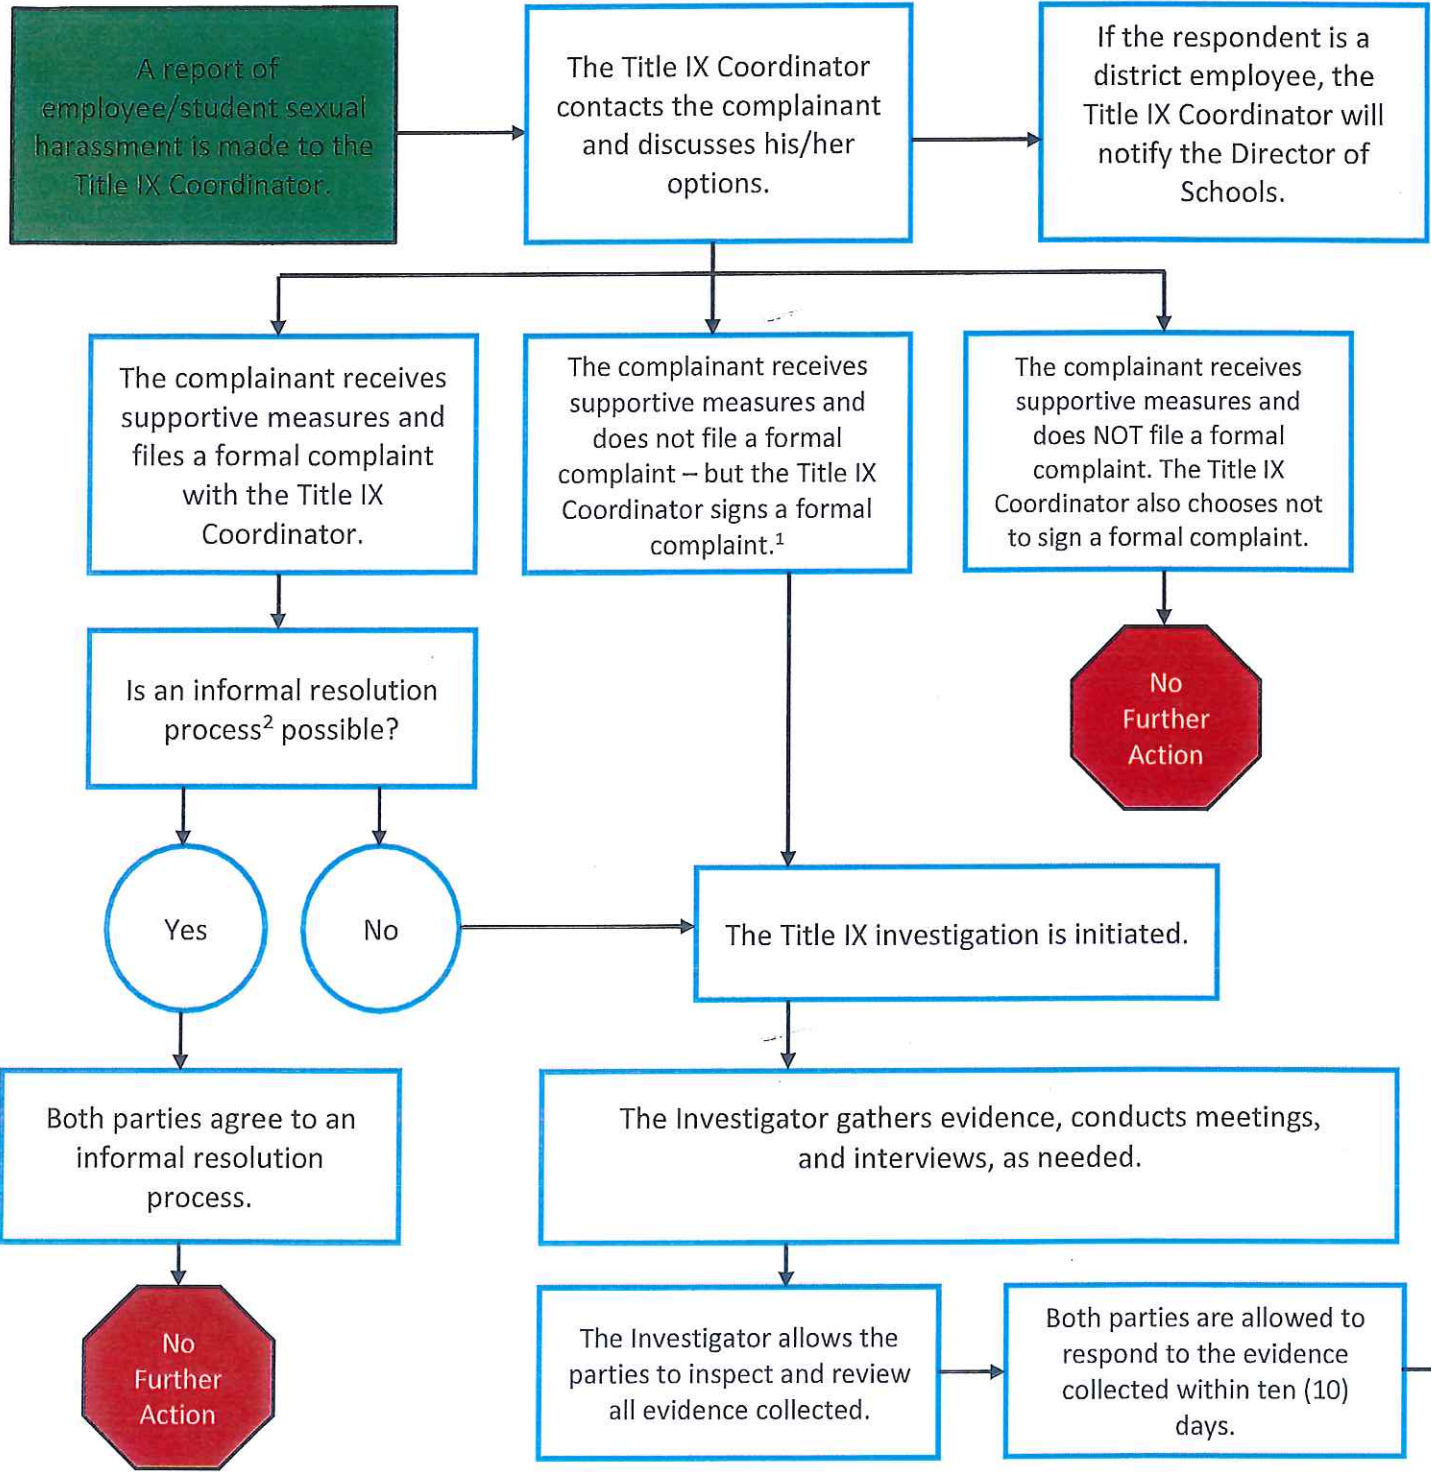 A report of
employee/student sexual
harassment is made to the
Title IX Coordinator.
The Title IX Coordinator
contacts the complainant
and discusses his/her
options.
If the respondent is a
district employee, the
Title IX Coordinator will
notify the Director of
Schools.
The complainant receives
supportive measures and
files a formal complaint
with the Title IX
Coordinator.
The complainant receives
supportive measures and
does not file a formal
complaint – but the Title IX
Coordinator signs a formal
complaint.¹
The complainant receives
supportive measures and
does NOT file a formal
complaint. The Title IX
Coordinator also chooses not
to sign a formal complaint.
Is an informal resolution
process² possible?
No
Further
Action
Yes
No
The Title IX investigation is initiated.
Both parties agree to an
informal resolution
process.
The Investigator gathers evidence, conducts meetings,
and interviews, as needed.
No
Further
Action
The Investigator allows the
parties to inspect and review
all evidence collected.
Both parties are allowed to
respond to the evidence
collected within ten (10)
days.